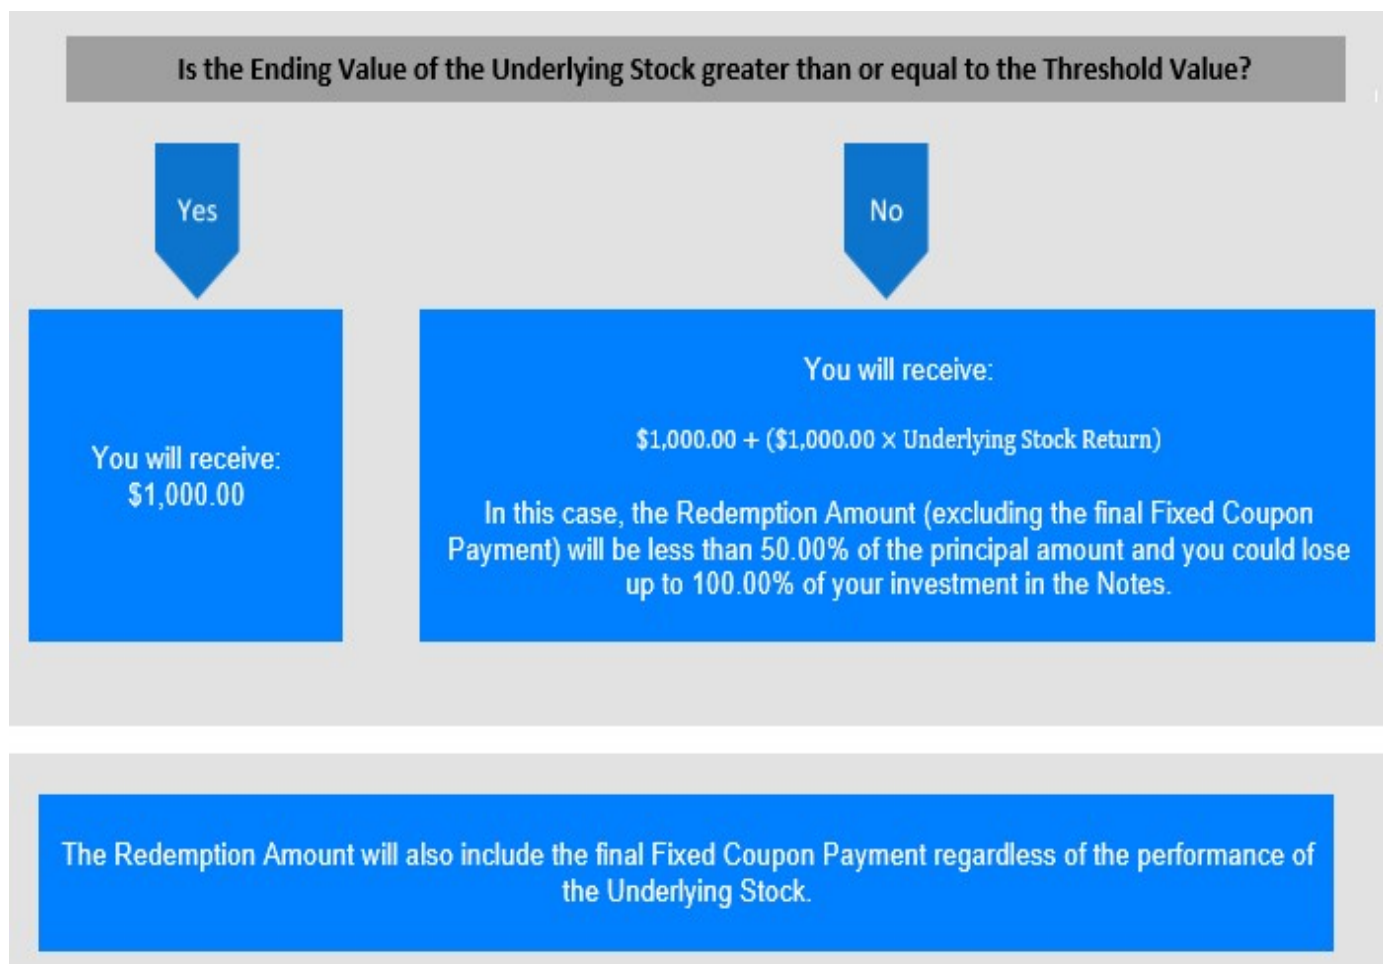 Is the Ending Value of the Underlying Stock greater than or equal to the Threshold Value?
Yes
No
You will receive:
$1,000.00
You will receive:
$1,000.00 + ($1,000.00 × Underlying Stock Return)
In this case, the Redemption Amount (excluding the final Fixed Coupon
Payment) will be less than 50.00% of the principal amount and you could lose
up to 100.00% of your investment in the Notes.
The Redemption Amount will also include the final Fixed Coupon Payment regardless of the performance of
the Underlying Stock.